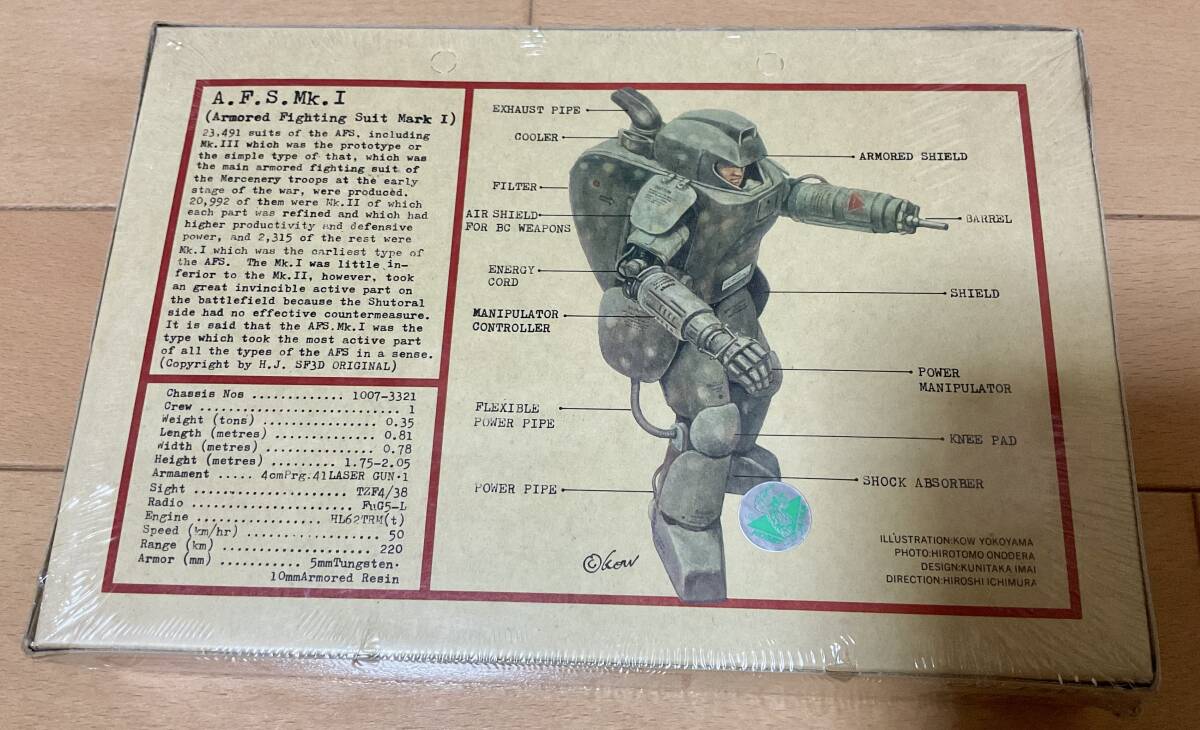 A.F.S.Mk.I
(Armored Fighting Suit Mark I)
23,491 suits of the AFS, including
Mk.III which was the prototype or
the simple type of that, which was
the main armored fighting suit of
the Mercenery troops at the early
stage of the war, were produced.
20,992 of them were Mk.II of which
each part was refined and which had
higher productivity and defensive
power, and 2,315 of the rest were
Mk.I which was the earliest type of
the AFS. The Mk.I was little in-
ferior to the Mk.II, however, took
an great invincible active part on
the battlefield because the Shutoral
side had no effective countermeasure.
It is said that the AFS.Mk.I was the
type which took the most active part
of all the types of the AFS in a sense.
(Copyright by H.J. SF3D ORIGINAL)
Chassis Nos ............ 1007-3321
Crew .......................... 1
Weight (tons) ................ 0.35
Length (metres) .............. 0.81
Width (metres) ............... 0.78
Height (metres) ......... 1.75-2.05
Armament ..... 4cmPrg.41LASER GUN·1
Sight .................... TZF4/38
Radio ..................... FuG5-L
Engine ............... HL62TRM(t)
Speed (km/hr) .................. 50
Range (km) .................... 220
Armor (mm) ........... 5mmTungsten·
10mmArmored Resin
EXHAUST PIPE
COOLER
FILTER
AIR SHIELD
FOR BC WEAPONS
ENERGY
CORD
MANIPULATOR
CONTROLLER
FLEXIBLE
POWER PIPE
POWER PIPE
ARMORED SHIELD
BARREL
SHIELD
POWER
MANIPULATOR
KNEE PAD
SHOCK ABSORBER
©Kow
ILLUSTRATION:KOW YOKOYAMA
PHOTO:HIROTOMO ONODERA
DESIGN:KUNITAKA IMAI
DIRECTION:HIROSHI ICHIMURA